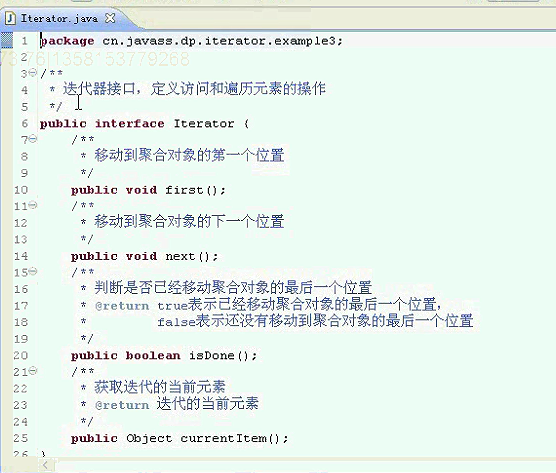 Iterator.java
1 package cn.javass.dp.iterator.example3;
2
3 /**
4 * 迭代器接口，定义访问和遍历元素的操作
5 */
6 public interface Iterator {
7 /**
8 * 移动到聚合对象的第一个位置
9 */
10 public void first();
11 /**
12 * 移动到聚合对象的下一个位置
13 */
14 public void next();
15 /**
16 * 判断是否已经移动聚合对象的最后一个位置
17 * @return true表示已经移动聚合对象的最后一个位置，
18 * false表示还没有移动到聚合对象的最后一个位置
19 */
20 public boolean isDone();
21 /**
22 * 获取迭代的当前元素
23 * @return 迭代的当前元素
24 */
25 public Object currentItem();
26 }